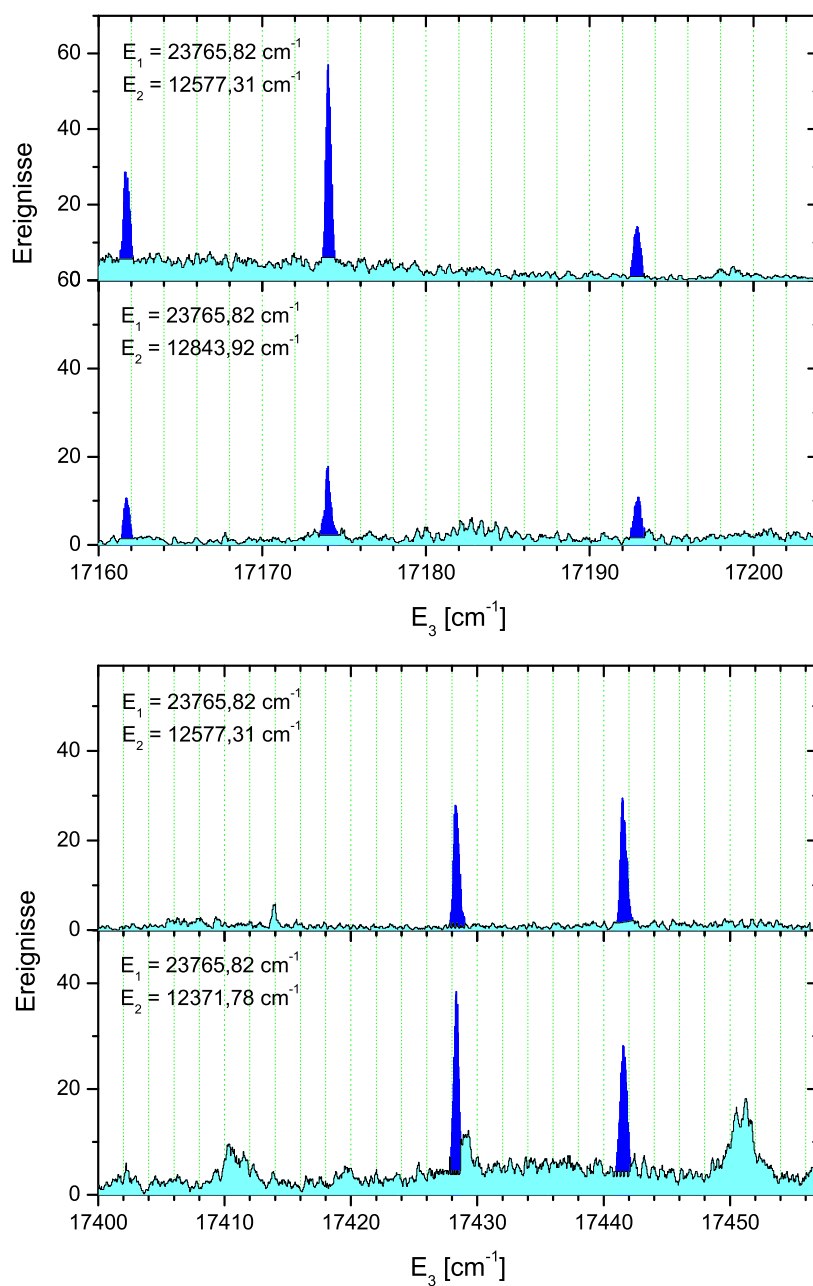 60
E₁ = 23765,82 cm⁻¹
E₂ = 12577,31 cm⁻¹
40
Ereignisse
20
60
E₁ = 23765,82 cm⁻¹
E₂ = 12843,92 cm⁻¹
40
20
0
17160 17170 17180 17190 17200
E₃ [cm⁻¹]
E₁ = 23765,82 cm⁻¹
E₂ = 12577,31 cm⁻¹
40
20
0
Ereignisse
E₁ = 23765,82 cm⁻¹
E₂ = 12371,78 cm⁻¹
40
20
0
17400 17410 17420 17430 17440 17450
E₃ [cm⁻¹]